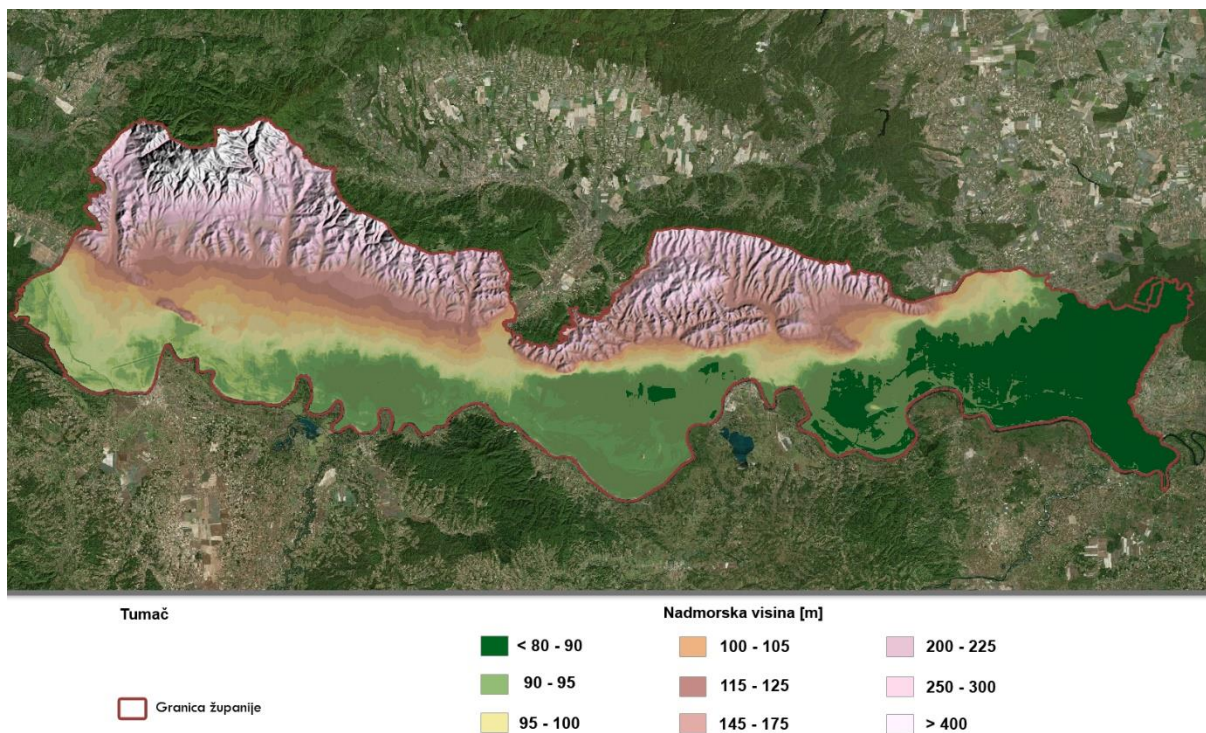 Tumač
Granica županije
Nadmorska visina [m]
< 80 - 90
90 - 95
95 - 100
100 - 105
115 - 125
145 - 175
200 - 225
250 - 300
> 400